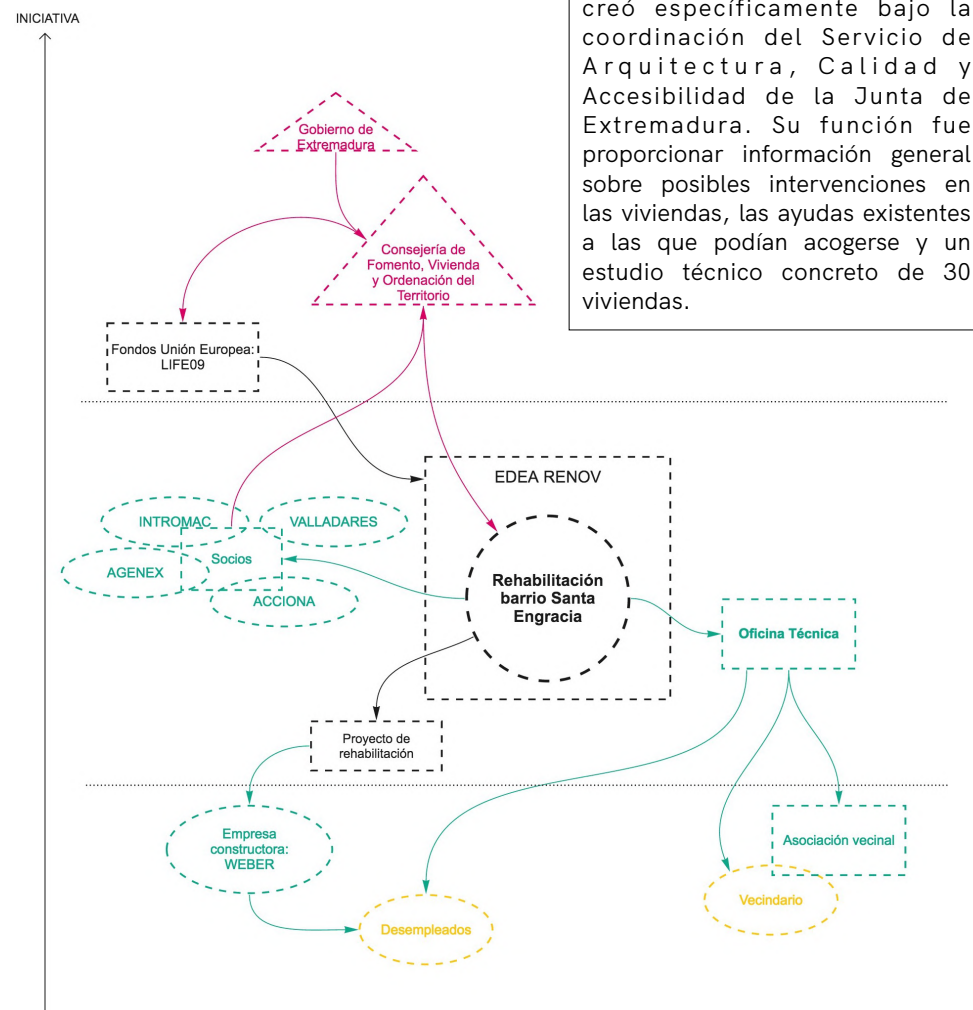 INICIATIVA
creó específicamente bajo la
coordinación del Servicio de
Arquitectura, Calidad y
Accesibilidad de la Junta de
Extremadura. Su función fue
proporcionar información general
sobre posibles intervenciones en
las viviendas, las ayudas existentes
a las que podían acogerse y un
estudio técnico concreto de 30
viviendas.
Gobierno de
Extremadura
Consejería de
Fomento, Vivienda
y Ordenación del
Territorio
Fondos Unión Europea:
LIFE09
EDEA RENOV
INTROMAC
VALLADARES
Socios
AGENEX
ACCIONA
Rehabilitación
barrio Santa
Engracia
Oficina Técnica
Proyecto de
rehabilitación
Empresa
constructora:
WEBER
Asociación vecinal
Vecindario
Desempleados